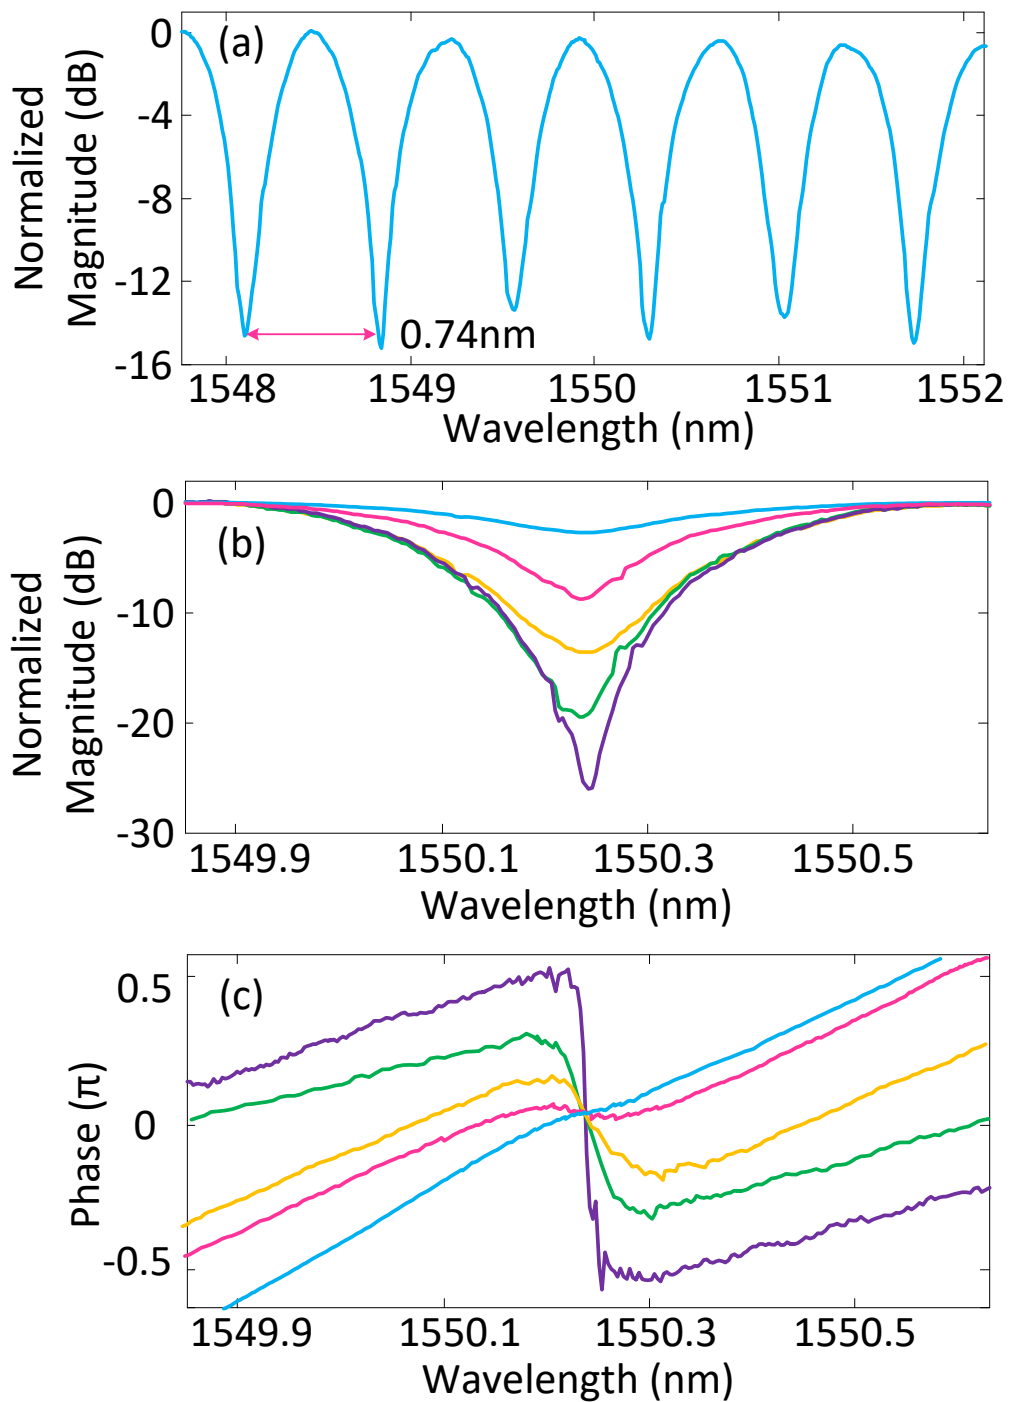 (a)
Normalized
Magnitude (dB)
0
-4
-8
-12
-16
0.74nm
1548
1549
1550
1551
1552
Wavelength (nm)
(b)
Normalized
Magnitude (dB)
0
-10
-20
-30
1549.9
1550.1
1550.3
1550.5
Wavelength (nm)
(c)
Phase (π)
0.5
0
-0.5
1549.9
1550.1
1550.3
1550.5
Wavelength (nm)